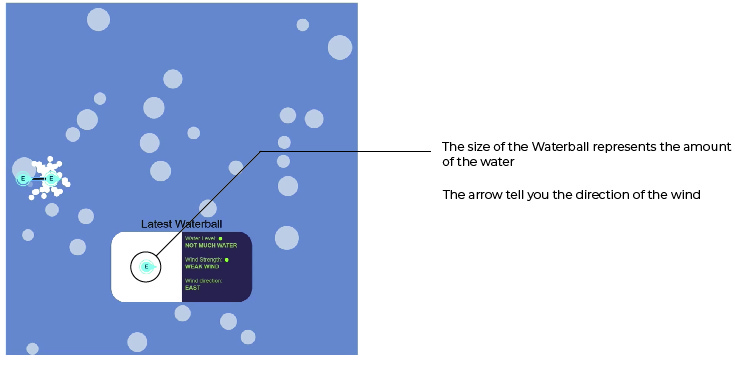 The size of the Waterball represents the amount
of the water
The arrow tell you the direction of the wind
E E
Latest Waterball
Water Level:
NOT MUCH WATER
Wind Strength:
WEAK WIND
Wind direction:
EAST
E